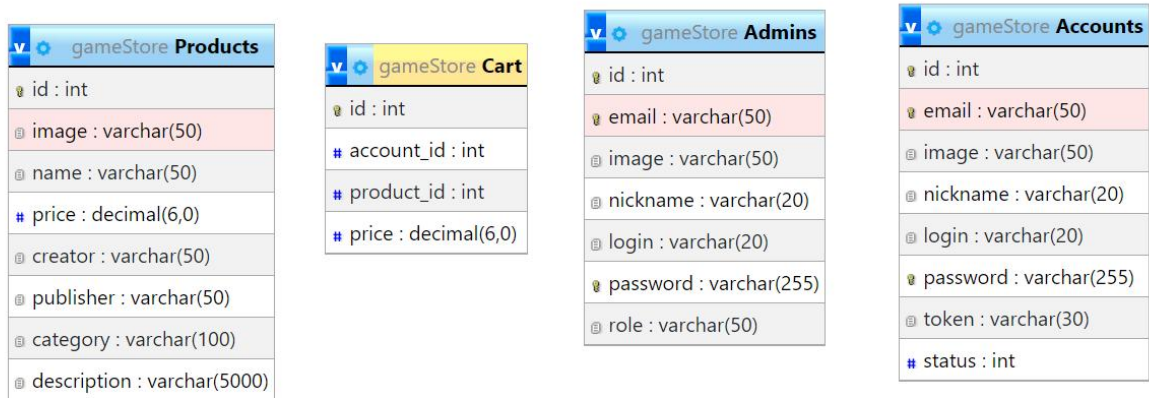 v gameStore Products
id : int
image : varchar(50)
name : varchar(50)
# price : decimal(6,0)
creator : varchar(50)
publisher : varchar(50)
category : varchar(100)
description : varchar(5000)
v gameStore Cart
id : int
# account_id : int
# product_id : int
# price : decimal(6,0)
v gameStore Admins
id : int
email : varchar(50)
image : varchar(50)
nickname : varchar(20)
login : varchar(20)
password : varchar(255)
role : varchar(50)
v gameStore Accounts
id : int
email : varchar(50)
image : varchar(50)
nickname : varchar(20)
login : varchar(20)
password : varchar(255)
token : varchar(30)
# status : int